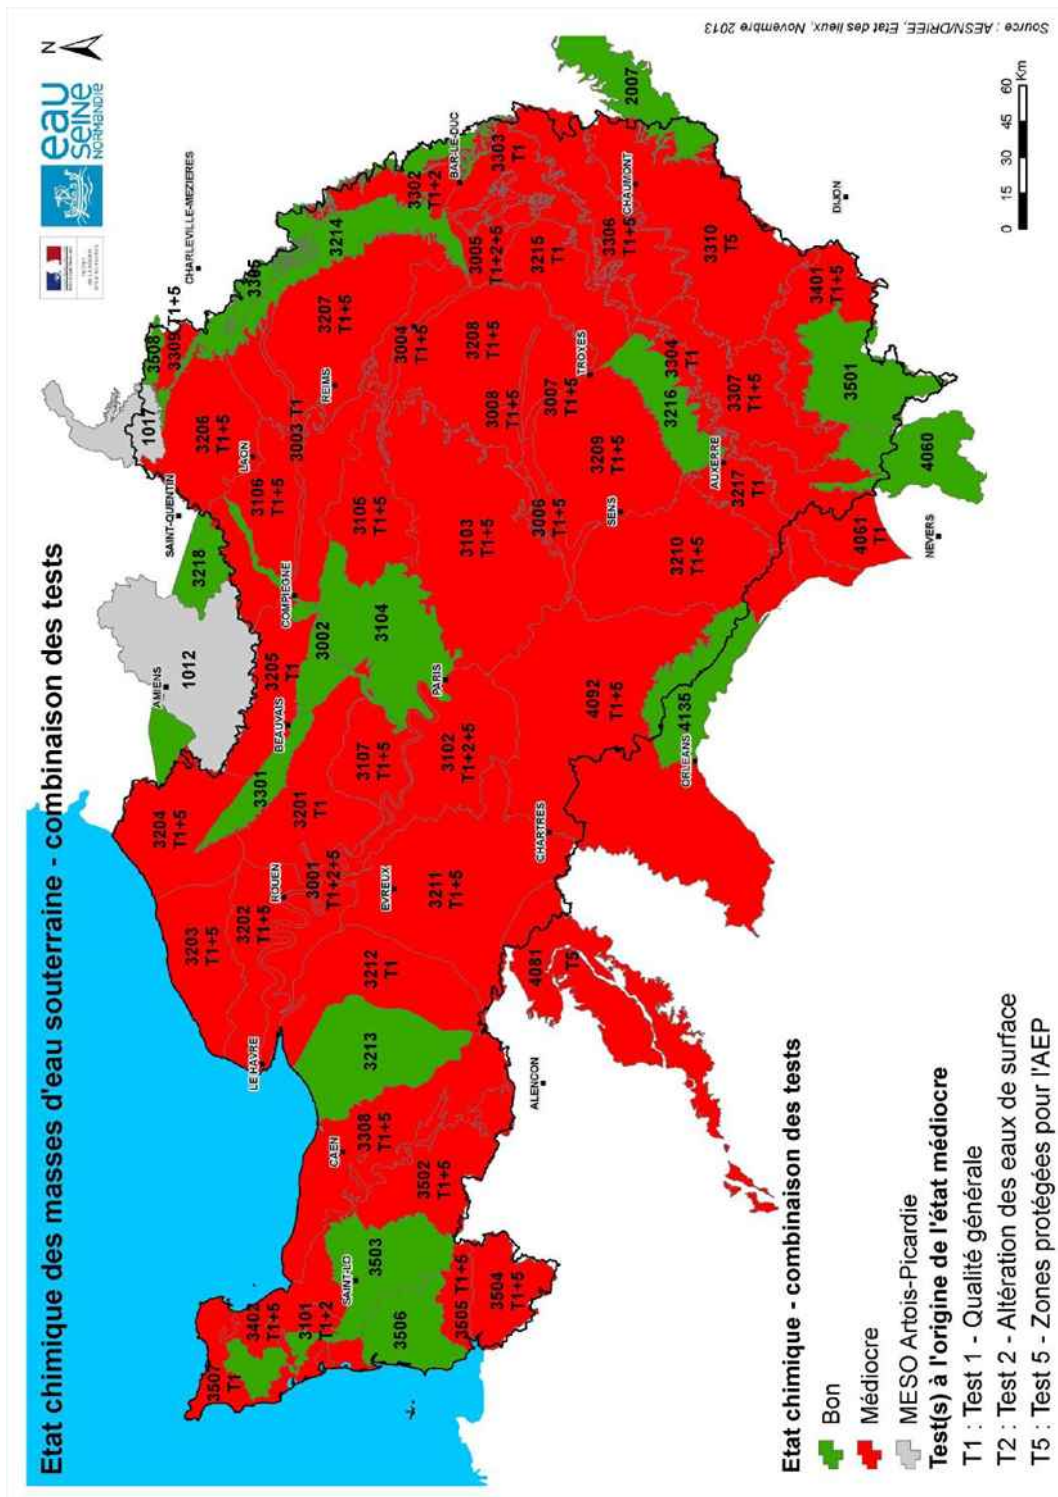 Etat chimique des masses d'eau souterraine - combinaison des tests
eau
SEINE
NORMANDIE
N
CHARLEVILLE-MEZIERES
AMIENS
SAINT-QUENTIN
1012
3218
1017
3508
3309 T1+5
3305
3214
3302
T1+2
BAR-LE-DUC
3303
T1
2007
3204
T1+5
3203
T1+5
3202
T1+5
ROUEN
LE HAVRE
3301
BEAUVAIS
3205
T1
3201
T1
3001
T1+2+5
COMPIEGNE
3002
3106
T1+5
LAON
3206
T1+5
3003 T1
REIMS
3207
T1+5
3004
T1+5
3105
T1+5
3104
PARIS
3107
T1+5
3102
T1+2+5
EVREUX
3211
T1+5
3212
T1
3213
CAEN
3308
T1+5
3502
T1+5
SAINT-LO
3503
3506
3507
T1
3402
T1+5
3101
T1+2
3505 T1+5
3504
T1+5
ALENCON
4081
T5
CHARTRES
3103
T1+5
3208
T1+5
3008
T1+5
3007
T1+5
TROYES
3005
T1+2+5
3215
T1
3306
T1+5
CHAUMONT
3310
T5
DIJON
3006
T1+5
SENS
3209
T1+5
3210
T1+5
3216
3304
T1
3307
T1+5
AUXERRE
3217
T1
3401
T1+5
3501
4060
4061
T1
NEVERS
4092
T1+5
ORLEANS
4135
Etat chimique - combinaison des tests
Bon
Médiocre
MESO Artois-Picardie
Test(s) à l'origine de l'état médiocre
T1 : Test 1 - Qualité générale
T2 : Test 2 - Altération des eaux de surface
T5 : Test 5 - Zones protégées pour l'AEP
0 15 30 45 60
Km
Source : AESN/DRIEE, Etat des lieux, Novembre 2013